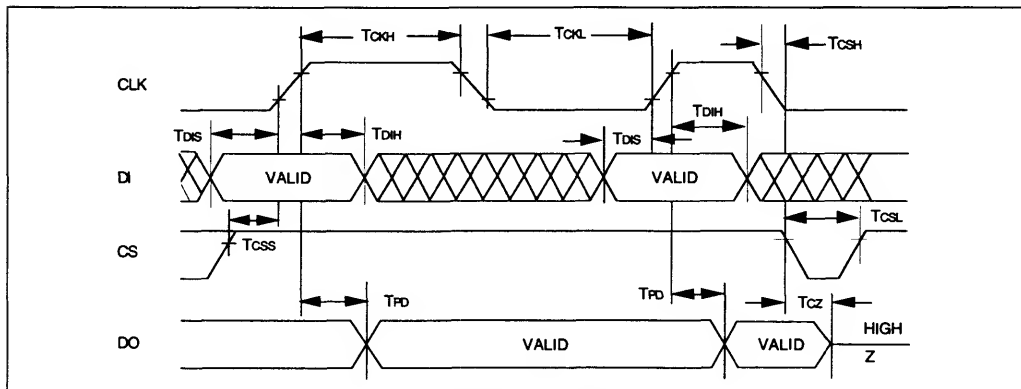 TCKH
TCKL
TCSH
CLK
TDIS
TDIH
TDIS
TDIH
DI
VALID
VALID
TCSS
TCSL
CS
TPD
TPD
TCZ
DO
VALID
VALID
HIGH
Z